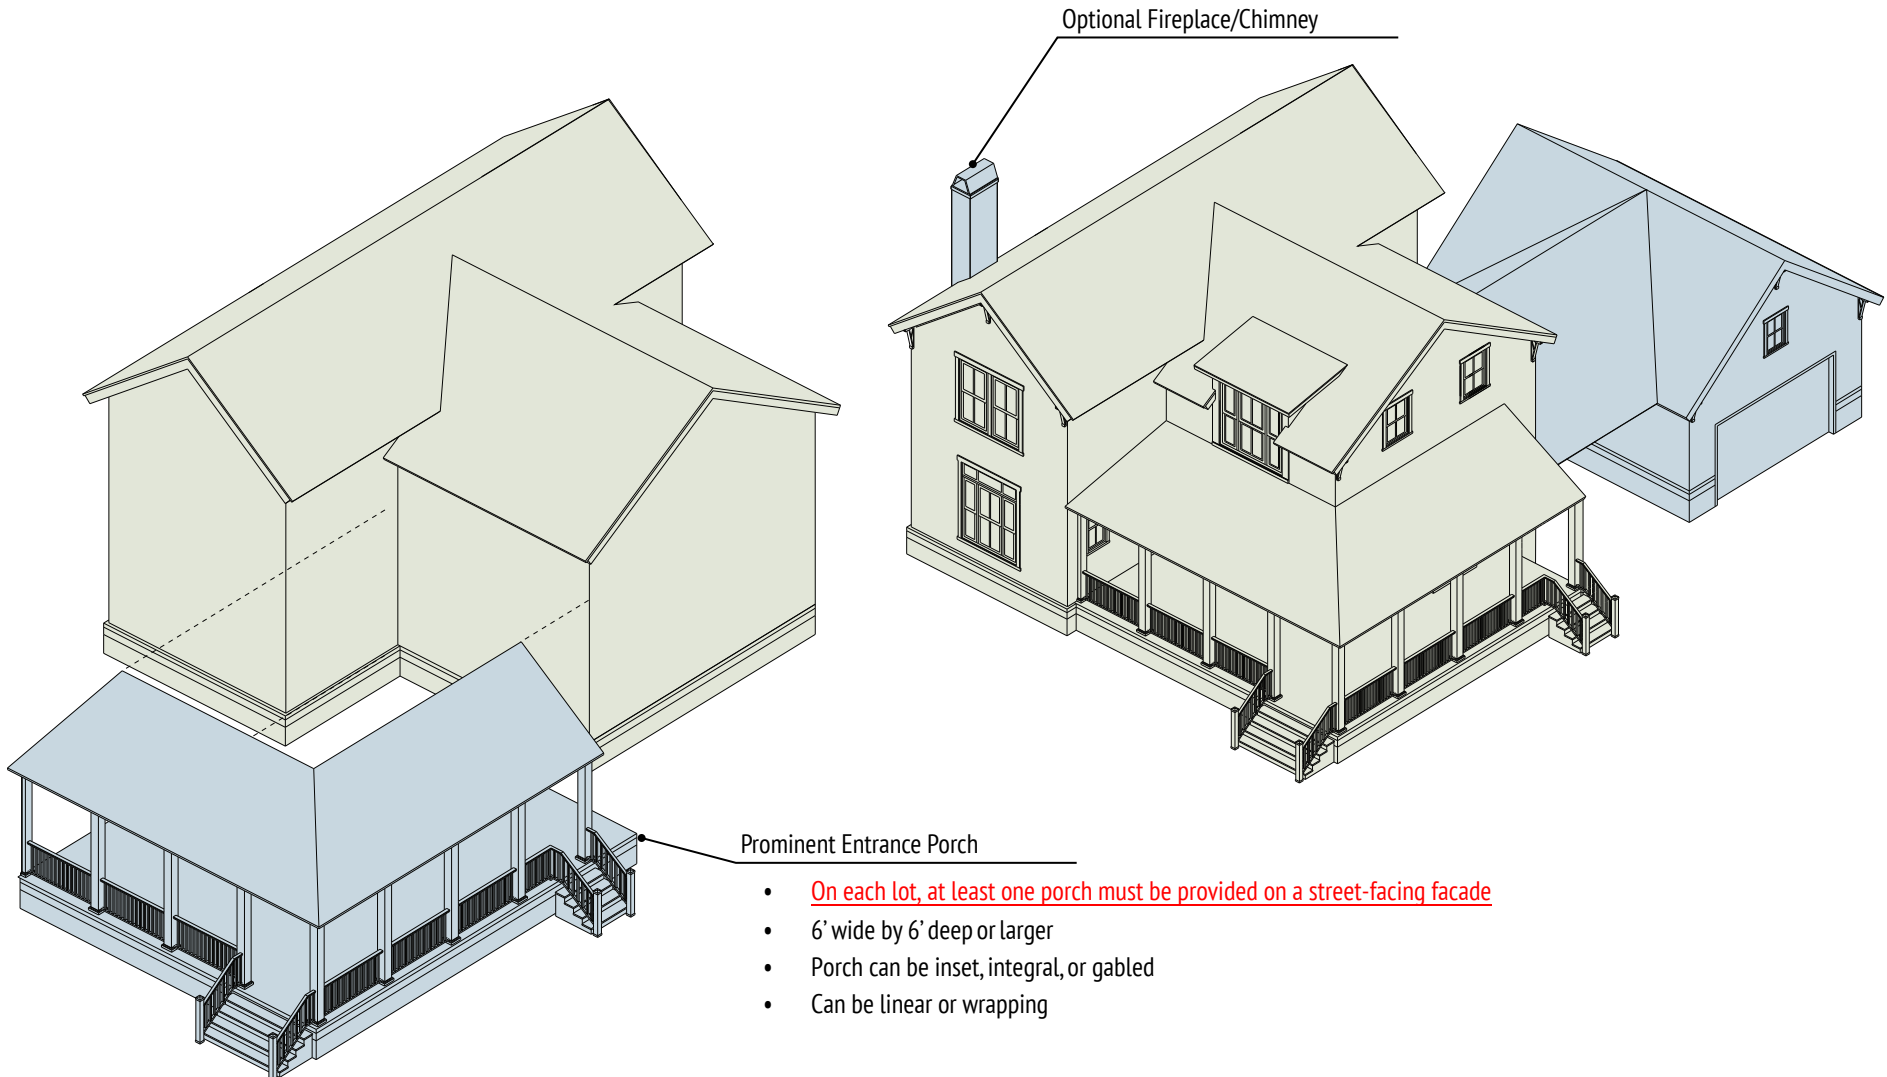 Optional Fireplace/Chimney
Prominent Entrance Porch
• On each lot, at least one porch must be provided on a street-facing facade
• 6’ wide by 6’ deep or larger
• Porch can be inset, integral, or gabled
• Can be linear or wrapping